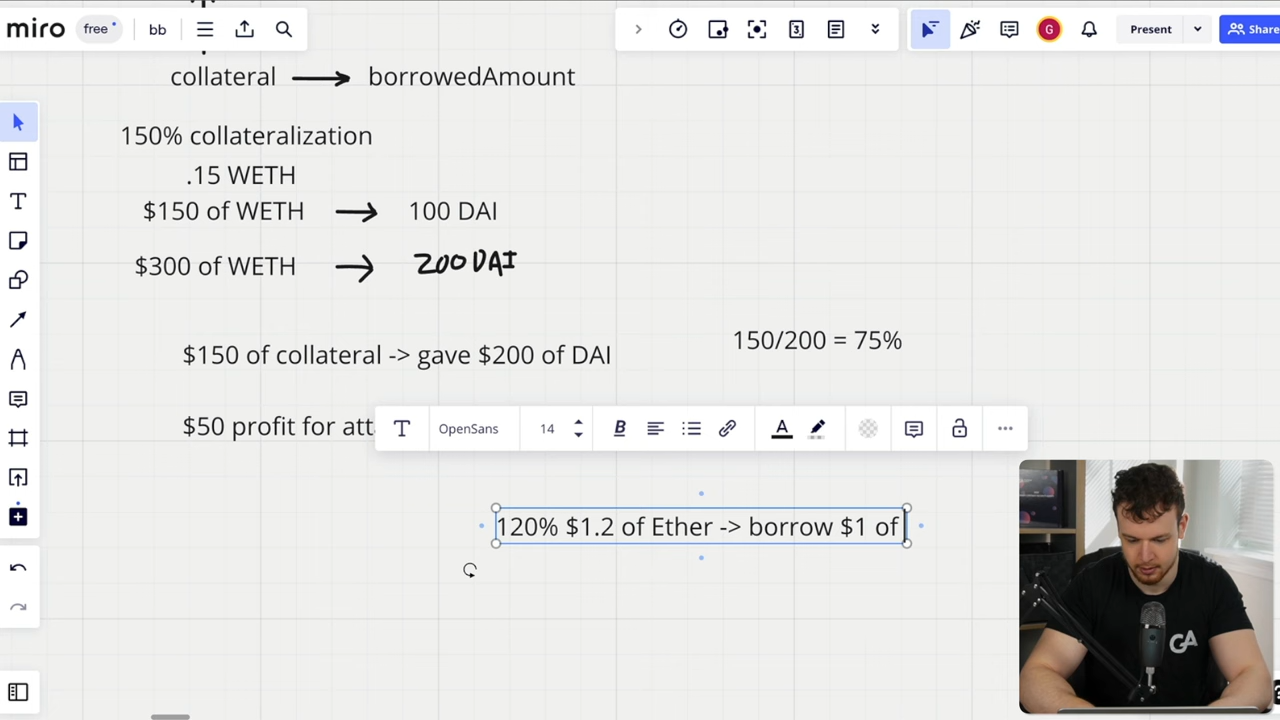 miro free bb
3
G
Present
Share
collateral borrowedAmount
150% collateralization
.15 WETH
$150 of WETH 100 DAI
$300 of WETH 200 DAI
150/200 = 75%
$150 of collateral -> gave $200 of DAI
$50 profit for att
OpenSans 14 B A
120% $1.2 of Ether -> borrow $1 of
GA